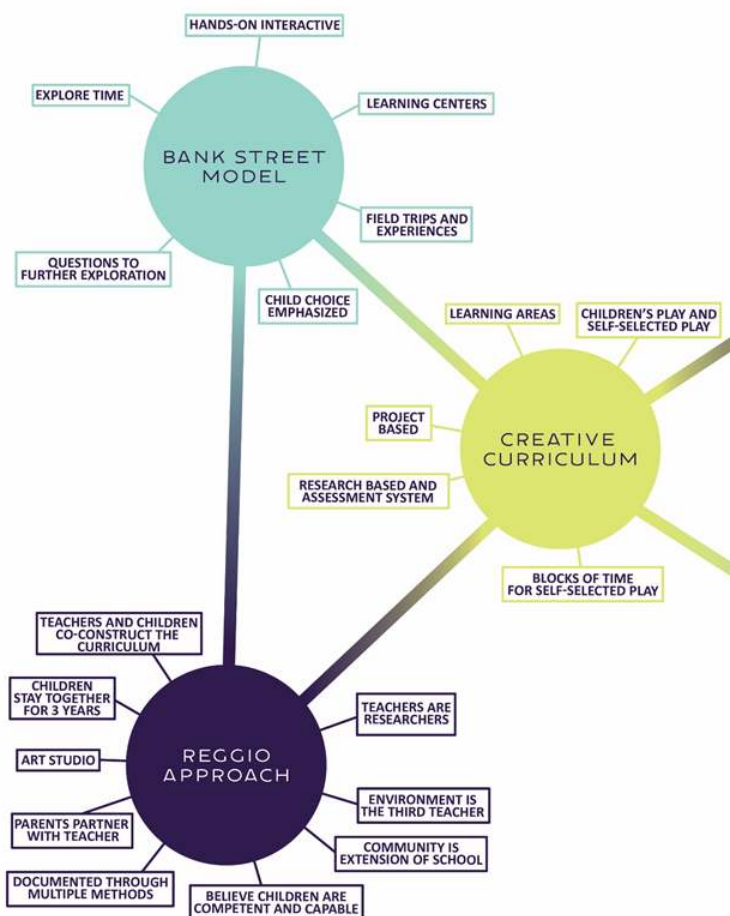 HANDS-ON INTERACTIVE
EXPLORE TIME
LEARNING CENTERS
BANK STREET
MODEL
FIELD TRIPS AND
EXPERIENCES
QUESTIONS TO
FURTHER EXPLORATION
CHILD CHOICE
EMPHASIZED
LEARNING AREAS
CHILDREN'S PLAY AND
SELF-SELECTED PLAY
PROJECT
BASED
CREATIVE
CURRICULUM
RESEARCH BASED AND
ASSESSMENT SYSTEM
BLOCKS OF TIME
FOR SELF-SELECTED PLAY
TEACHERS AND CHILDREN
CO-CONSTRUCT THE
CURRICULUM
CHILDREN
STAY TOGETHER
FOR 3 YEARS
TEACHERS ARE
RESEARCHERS
ART STUDIO
REGGIO
APPROACH
PARENTS PARTNER
WITH TEACHER
ENVIRONMENT IS
THE THIRD TEACHER
COMMUNITY IS
EXTENSION OF SCHOOL
DOCUMENTED THROUGH
MULTIPLE METHODS
BELIEVE CHILDREN ARE
COMPETENT AND CAPABLE